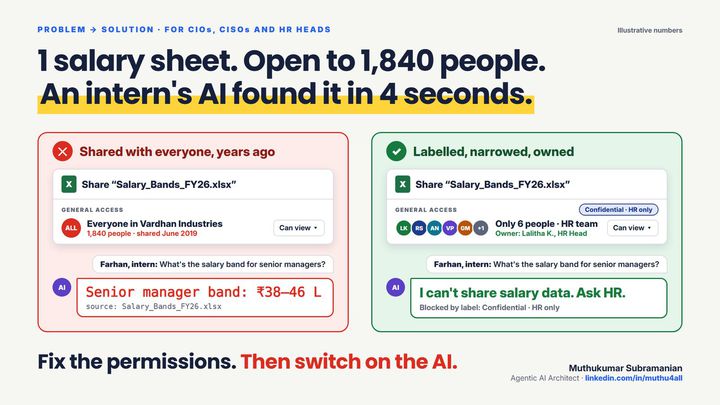 PROBLEM → SOLUTION · FOR CIOs, CISOs AND HR HEADS
Illustrative numbers
1 salary sheet. Open to 1,840 people.
An intern's AI found it in 4 seconds.
Shared with everyone, years ago
X
Share “Salary_Bands_FY26.xlsx”
GENERAL ACCESS
ALL
Everyone in Vardhan Industries
1,840 people · shared June 2019
Can view
Farhan, intern: What's the salary band for senior managers?
AI
Senior manager band: ₹38–46 L
source: Salary_Bands_FY26.xlsx
Labelled, narrowed, owned
X
Share “Salary_Bands_FY26.xlsx”
GENERAL ACCESS
Confidential · HR only
LK RS AN VP GM +1
Only 6 people · HR team
Owner: Lalitha K., HR Head
Can view
Farhan, intern: What's the salary band for senior managers?
AI
I can't share salary data. Ask HR.
Blocked by label: Confidential · HR only
Fix the permissions. Then switch on the AI.
Muthukumar Subramanian
Agentic AI Architect · linkedin.com/in/muthu4all